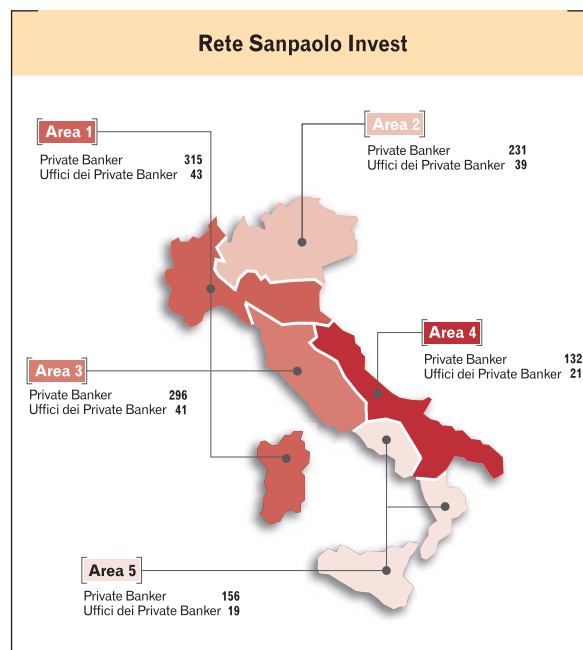 Rete Sanpaolo Invest
Area 1
Private Banker 315
Uffici dei Private Banker 43
Area 2
Private Banker 231
Uffici dei Private Banker 39
Area 4
Private Banker 132
Uffici dei Private Banker 21
Area 3
Private Banker 296
Uffici dei Private Banker 41
Area 5
Private Banker 156
Uffici dei Private Banker 19